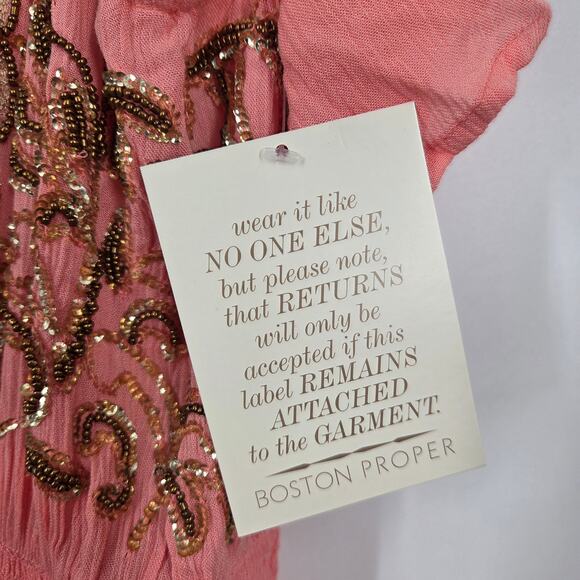 wear it like
NO ONE ELSE,
but please note,
that RETURNS
will only be
accepted if this
label REMAINS
ATTACHED
to the GARMENT.
BOSTON PROPER